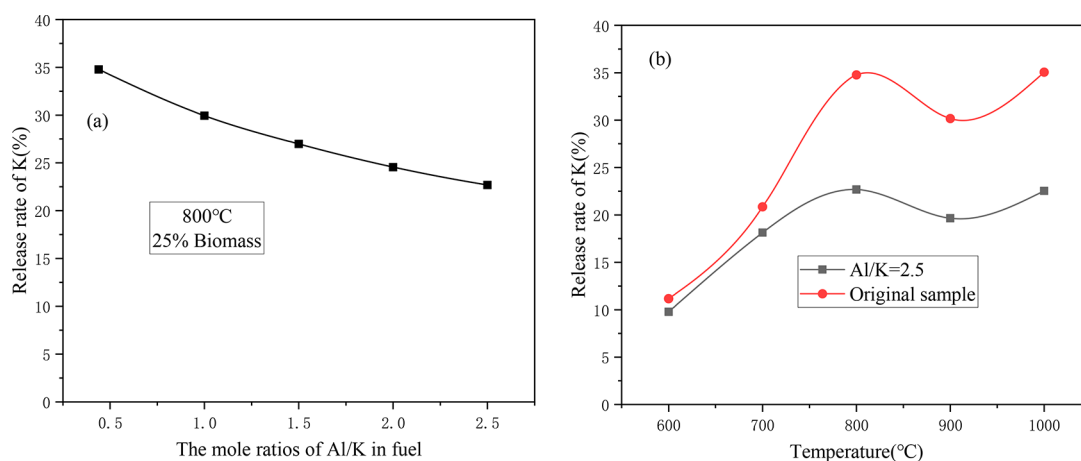 40
35
30
25
20
15
10
5
0
Release rate of K(%)
(a)
800℃
25% Biomass
0.5 1.0 1.5 2.0 2.5
The mole ratios of Al/K in fuel
40
35
30
25
20
15
10
5
0
Release rate of K(%)
(b)
Al/K=2.5
Original sample
600 700 800 900 1000
Temperature(℃)